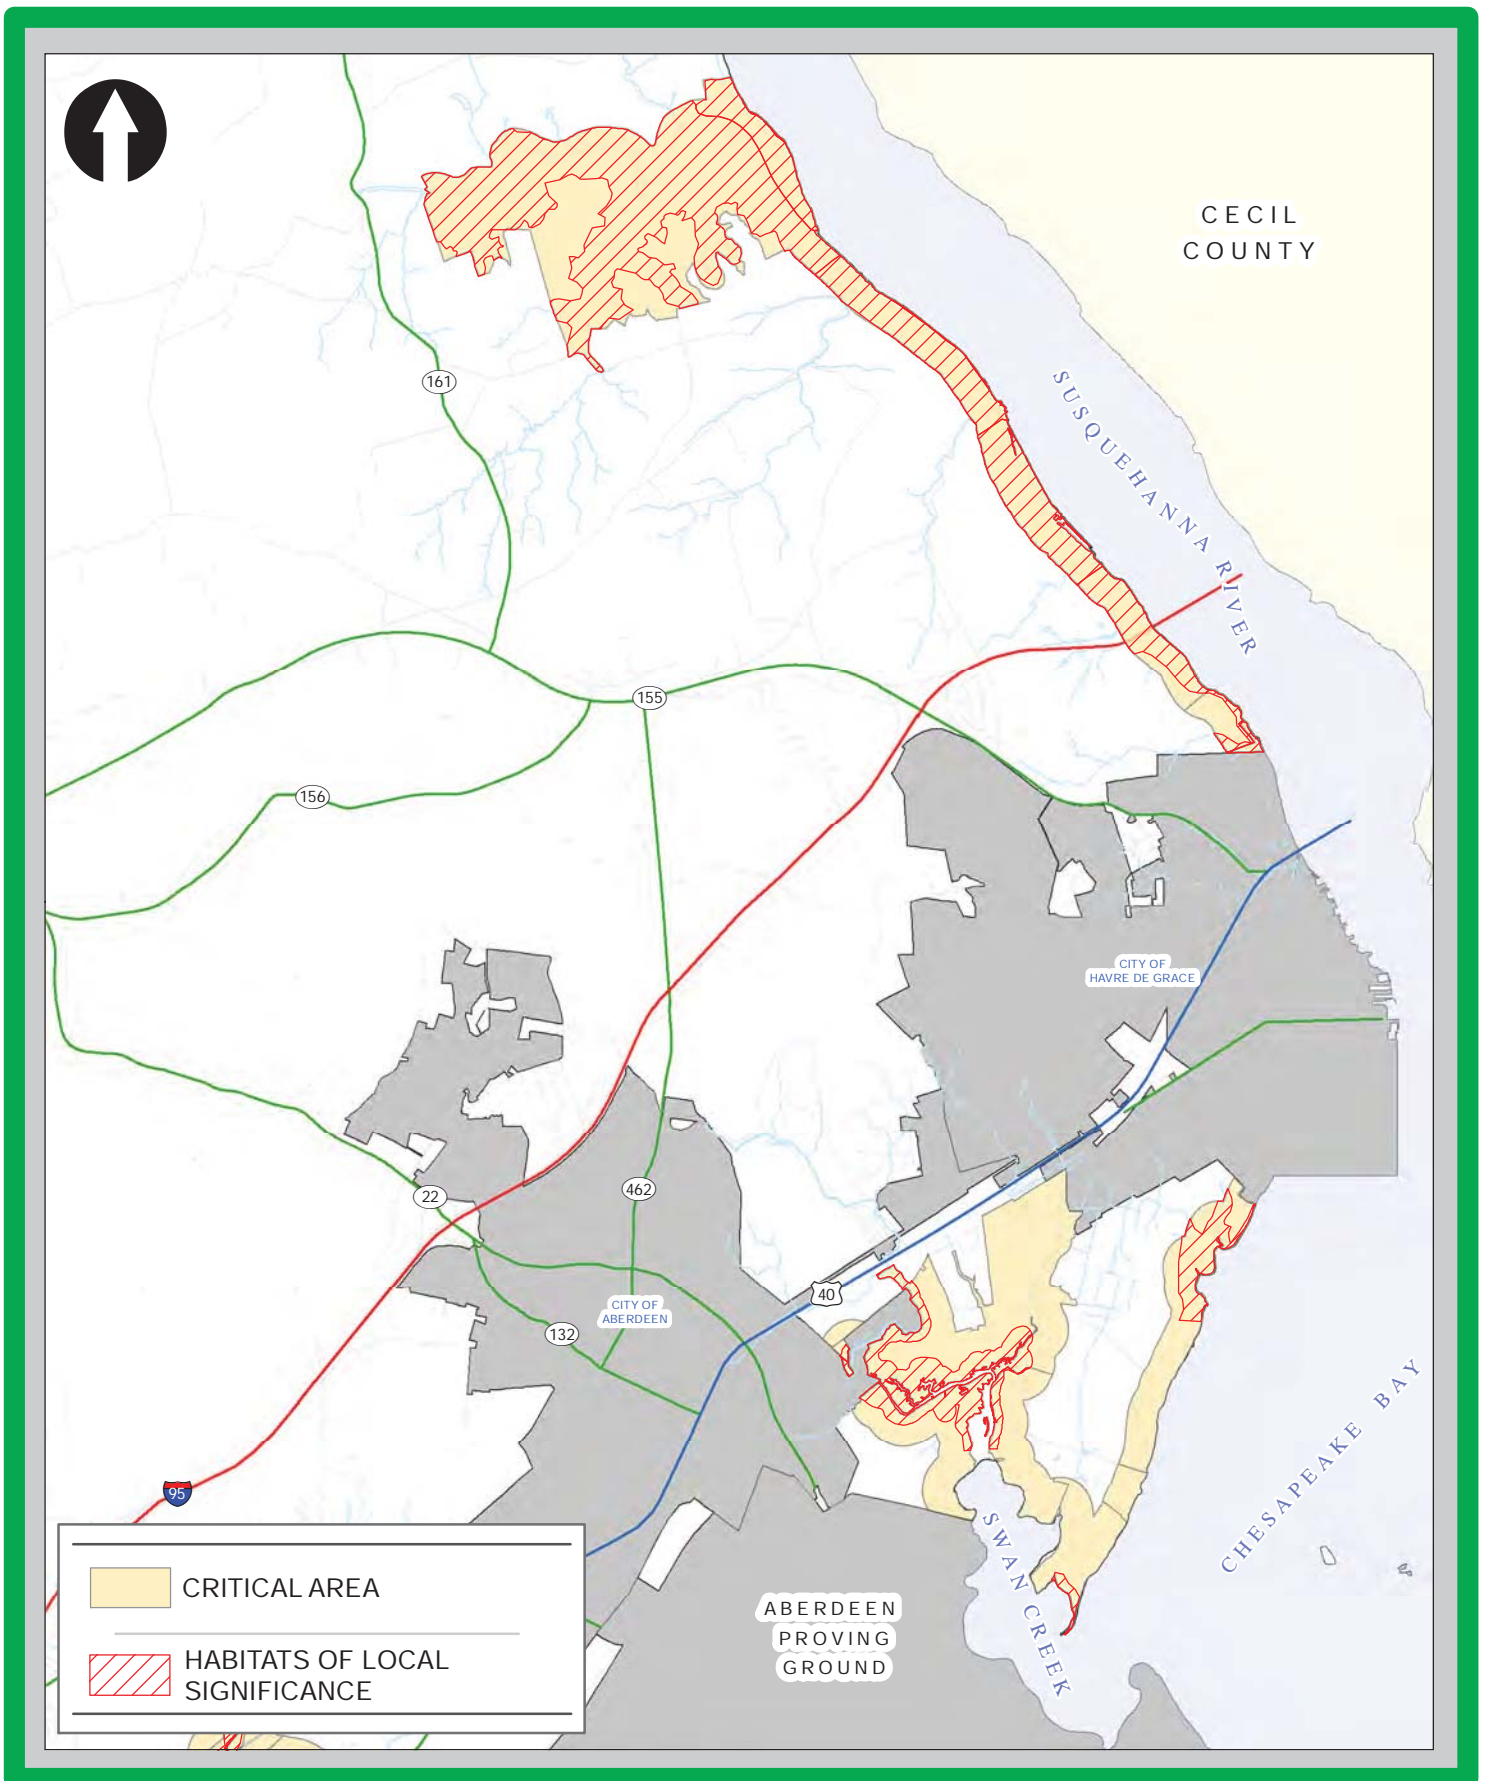 CECIL
COUNTY
161
SUSQUEHANNA RIVER
155
156
CITY OF
HAVRE DE GRACE
22
462
40
CITY OF
ABERDEEN
132
95
CHESAPEAKE BAY
SWAN CREEK
CRITICAL AREA
ABERDEEN
PROVING
GROUND
HABITATS OF LOCAL
SIGNIFICANCE